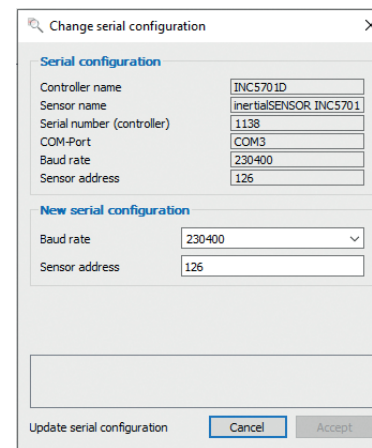 Change serial configuration
Serial configuration
Controller name INC5701D
Sensor name inertialSENSOR INC5701
Serial number (controller) 1138
COM-Port COM3
Baud rate 230400
Sensor address 126
New serial configuration
Baud rate 230400
Sensor address 126
Update serial configuration Cancel Accept